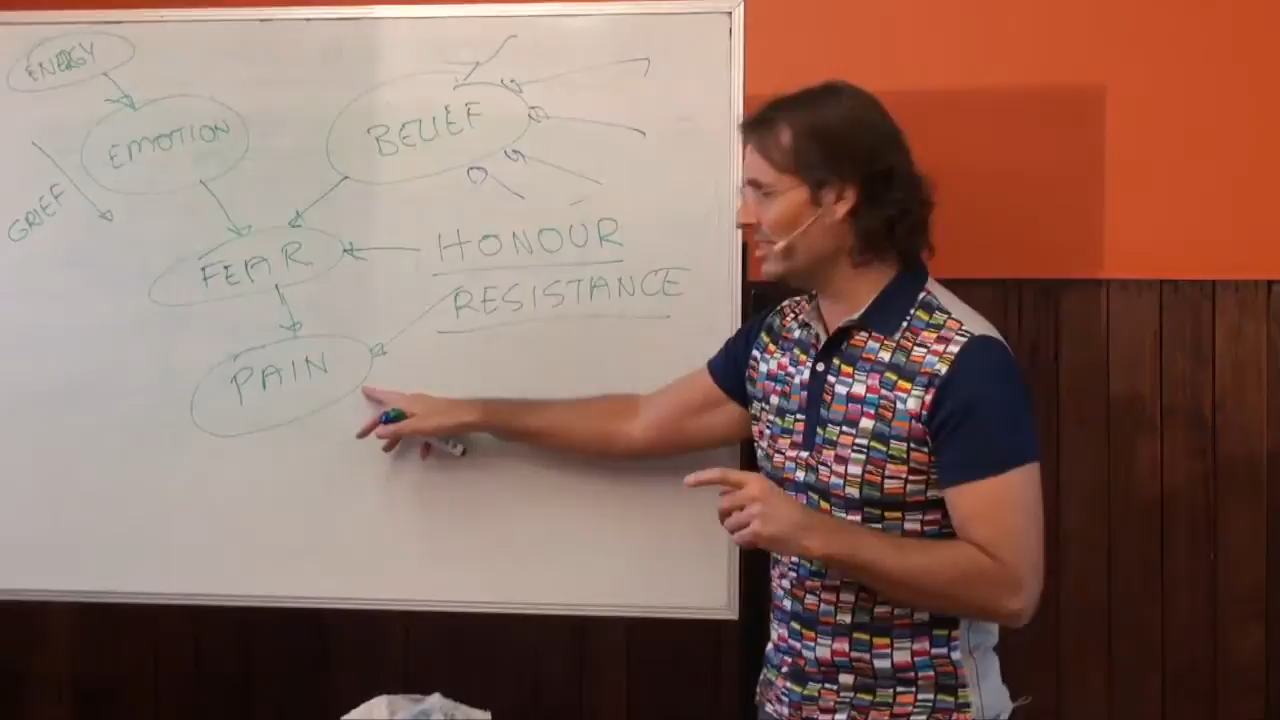 ENERGY
EMOTION
BELIEF
GRIEF
FEAR
HONOUR
RESISTANCE
PAIN